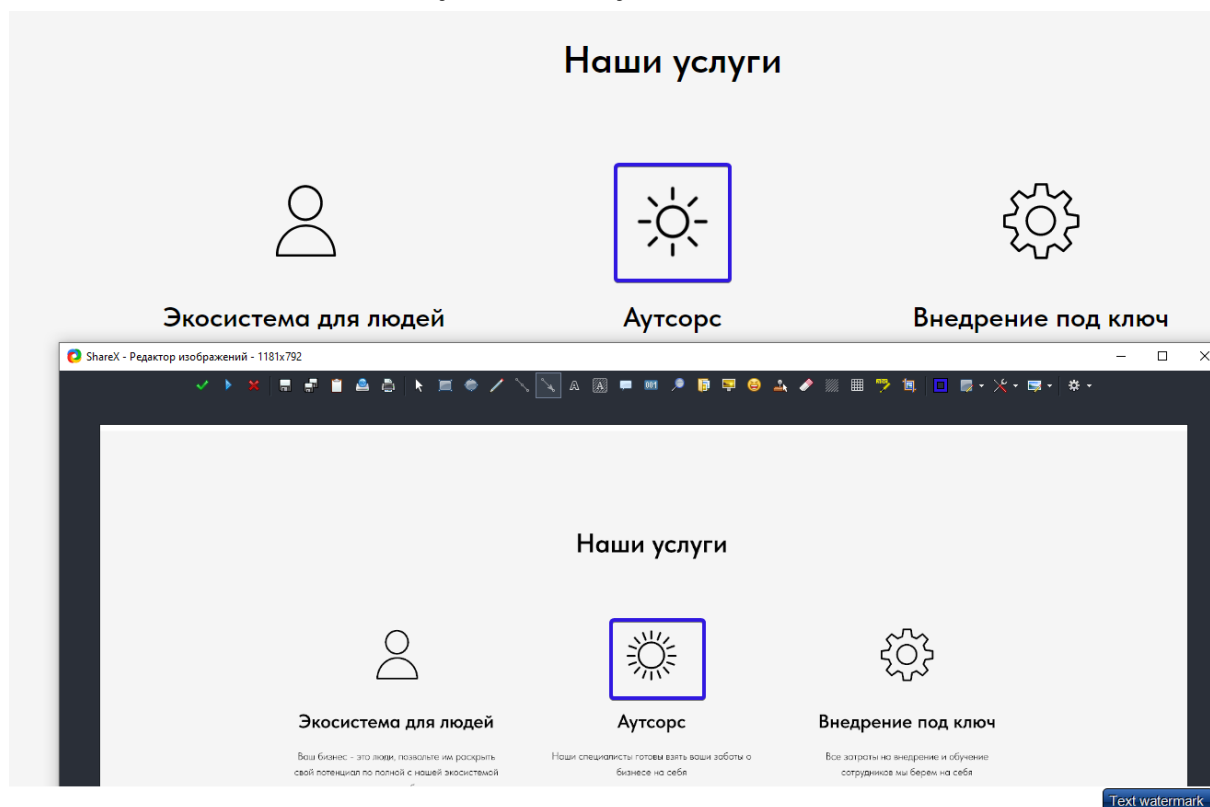 Наши услуги
Экосистема для людей
Аутсорс
Внедрение под ключ
ShareX - Редактор изображений - 1181x792
Наши услуги
Экосистема для людей
Аутсорс
Внедрение под ключ
Ваш бизнес - это люди, позвольте им раскрыть
свой потенциал по полной с нашей экосистемой
Наши специалисты готовы взять ваши заботы о
бизнесе на себя
Все затраты на внедрение и обучение
сотрудников мы берем на себя
Text watermark